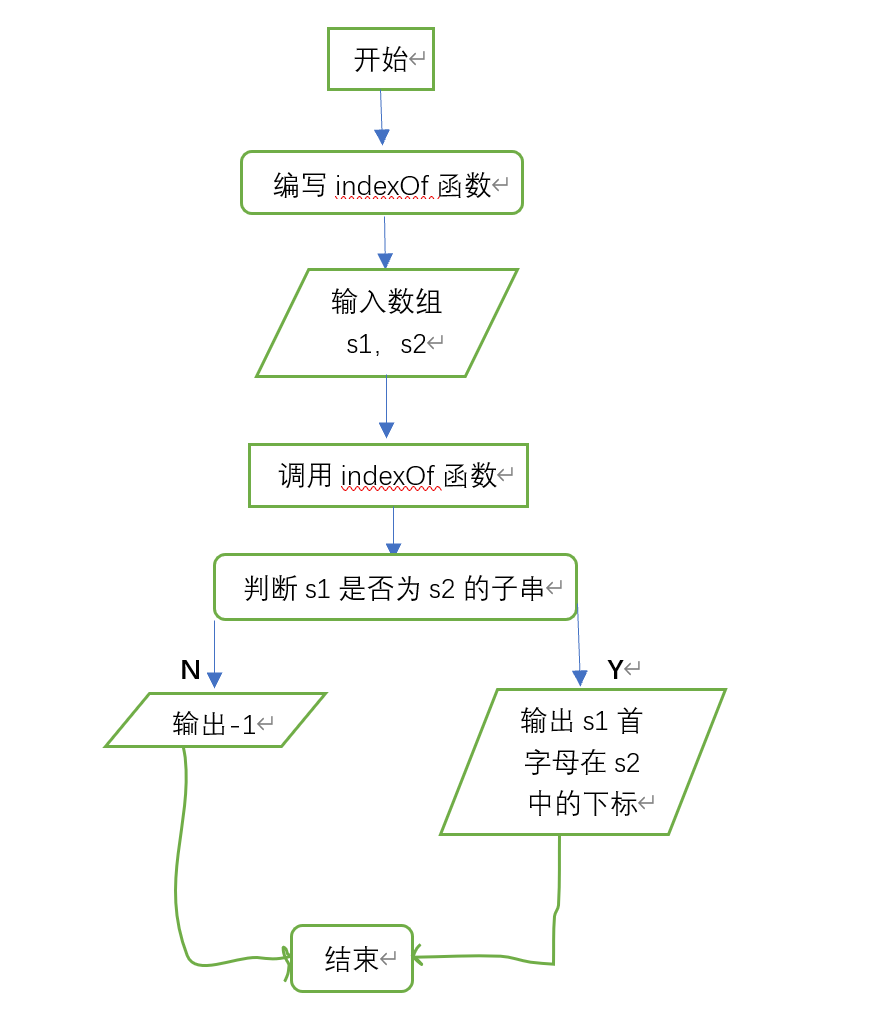 开始
编写 indexOf 函数
输入数组
s1，s2
调用 indexOf 函数
判断 s1 是否为 s2 的子串
N
Y
输出-1
输出 s1 首
字母在 s2
中的下标
结束